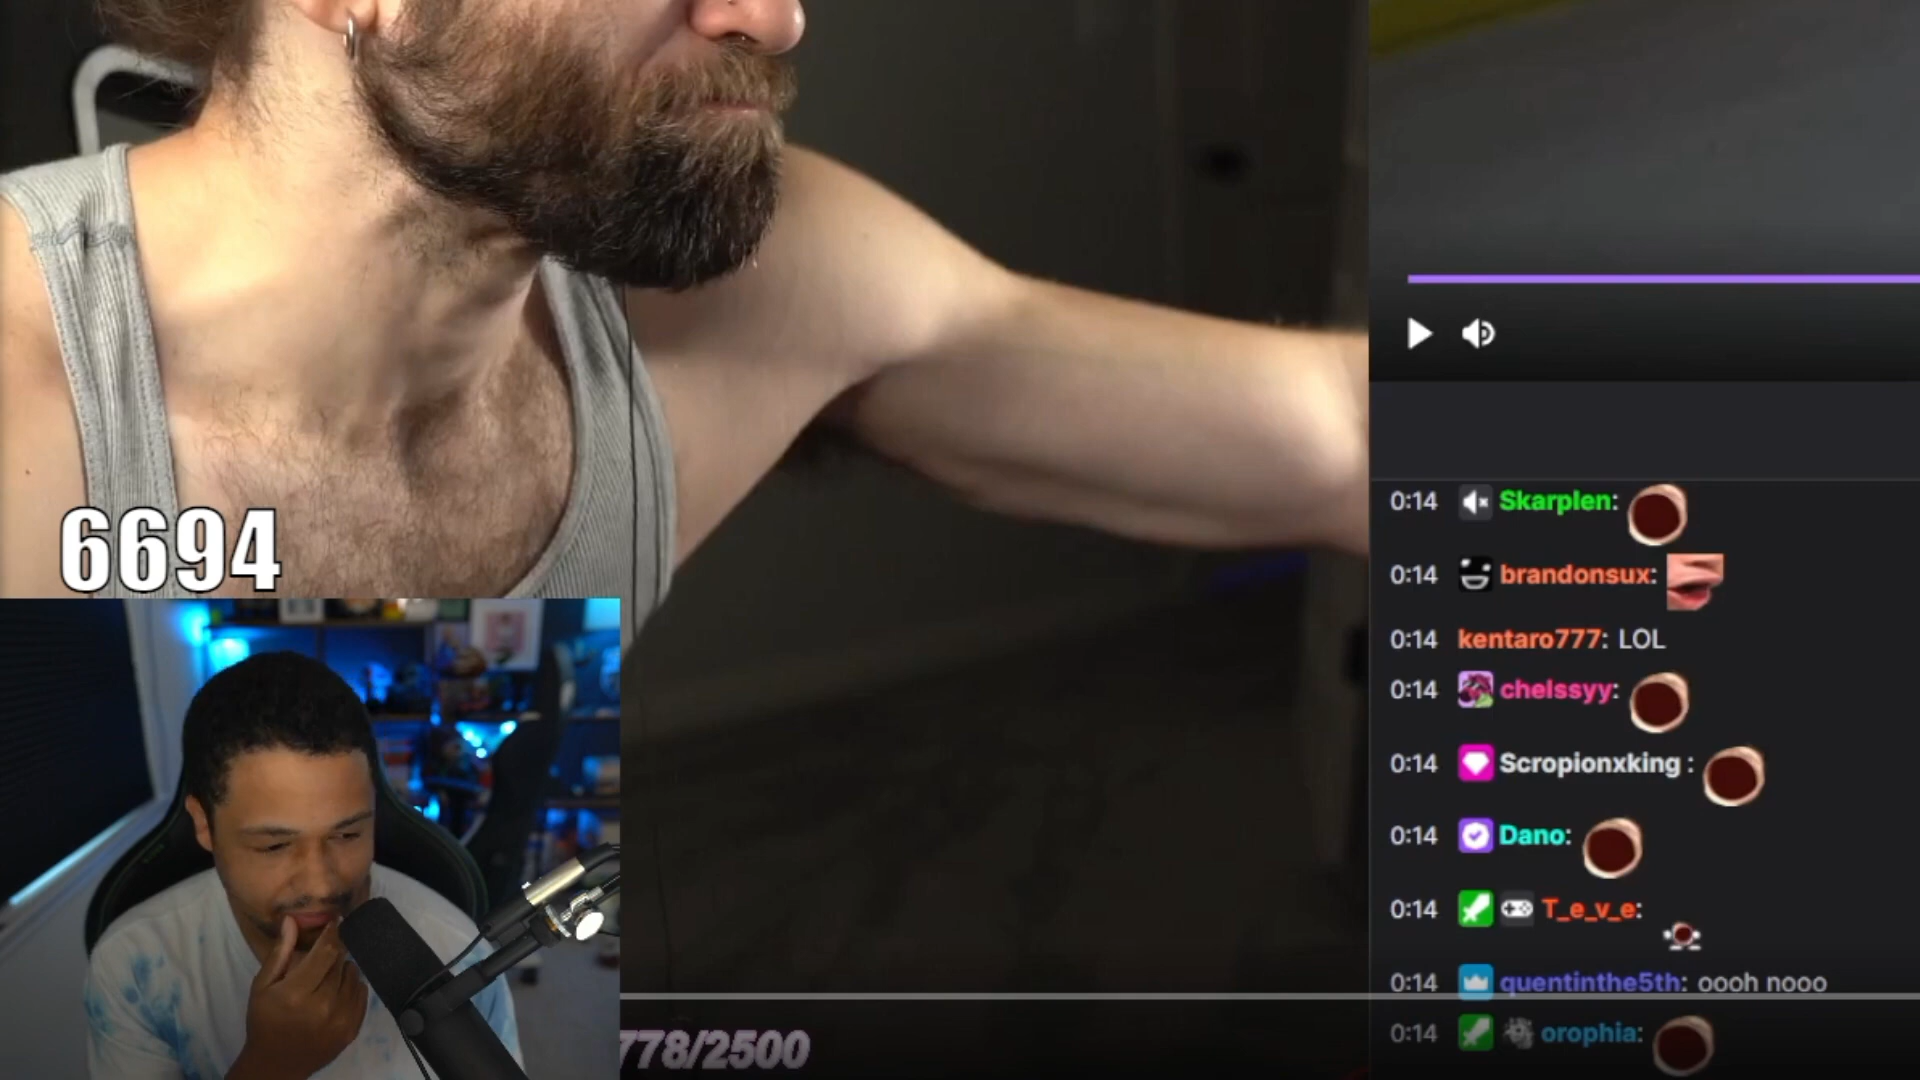 6694
0:14 Skarplen:
0:14 brandonsux:
0:14 kentaro777: LOL
0:14 chelssyy:
0:14 Scropionxking :
0:14 Dano:
0:14 T_e_v_e:
0:14 quentinthe5th: oooh nooo
0:14 orophia:
778/2500